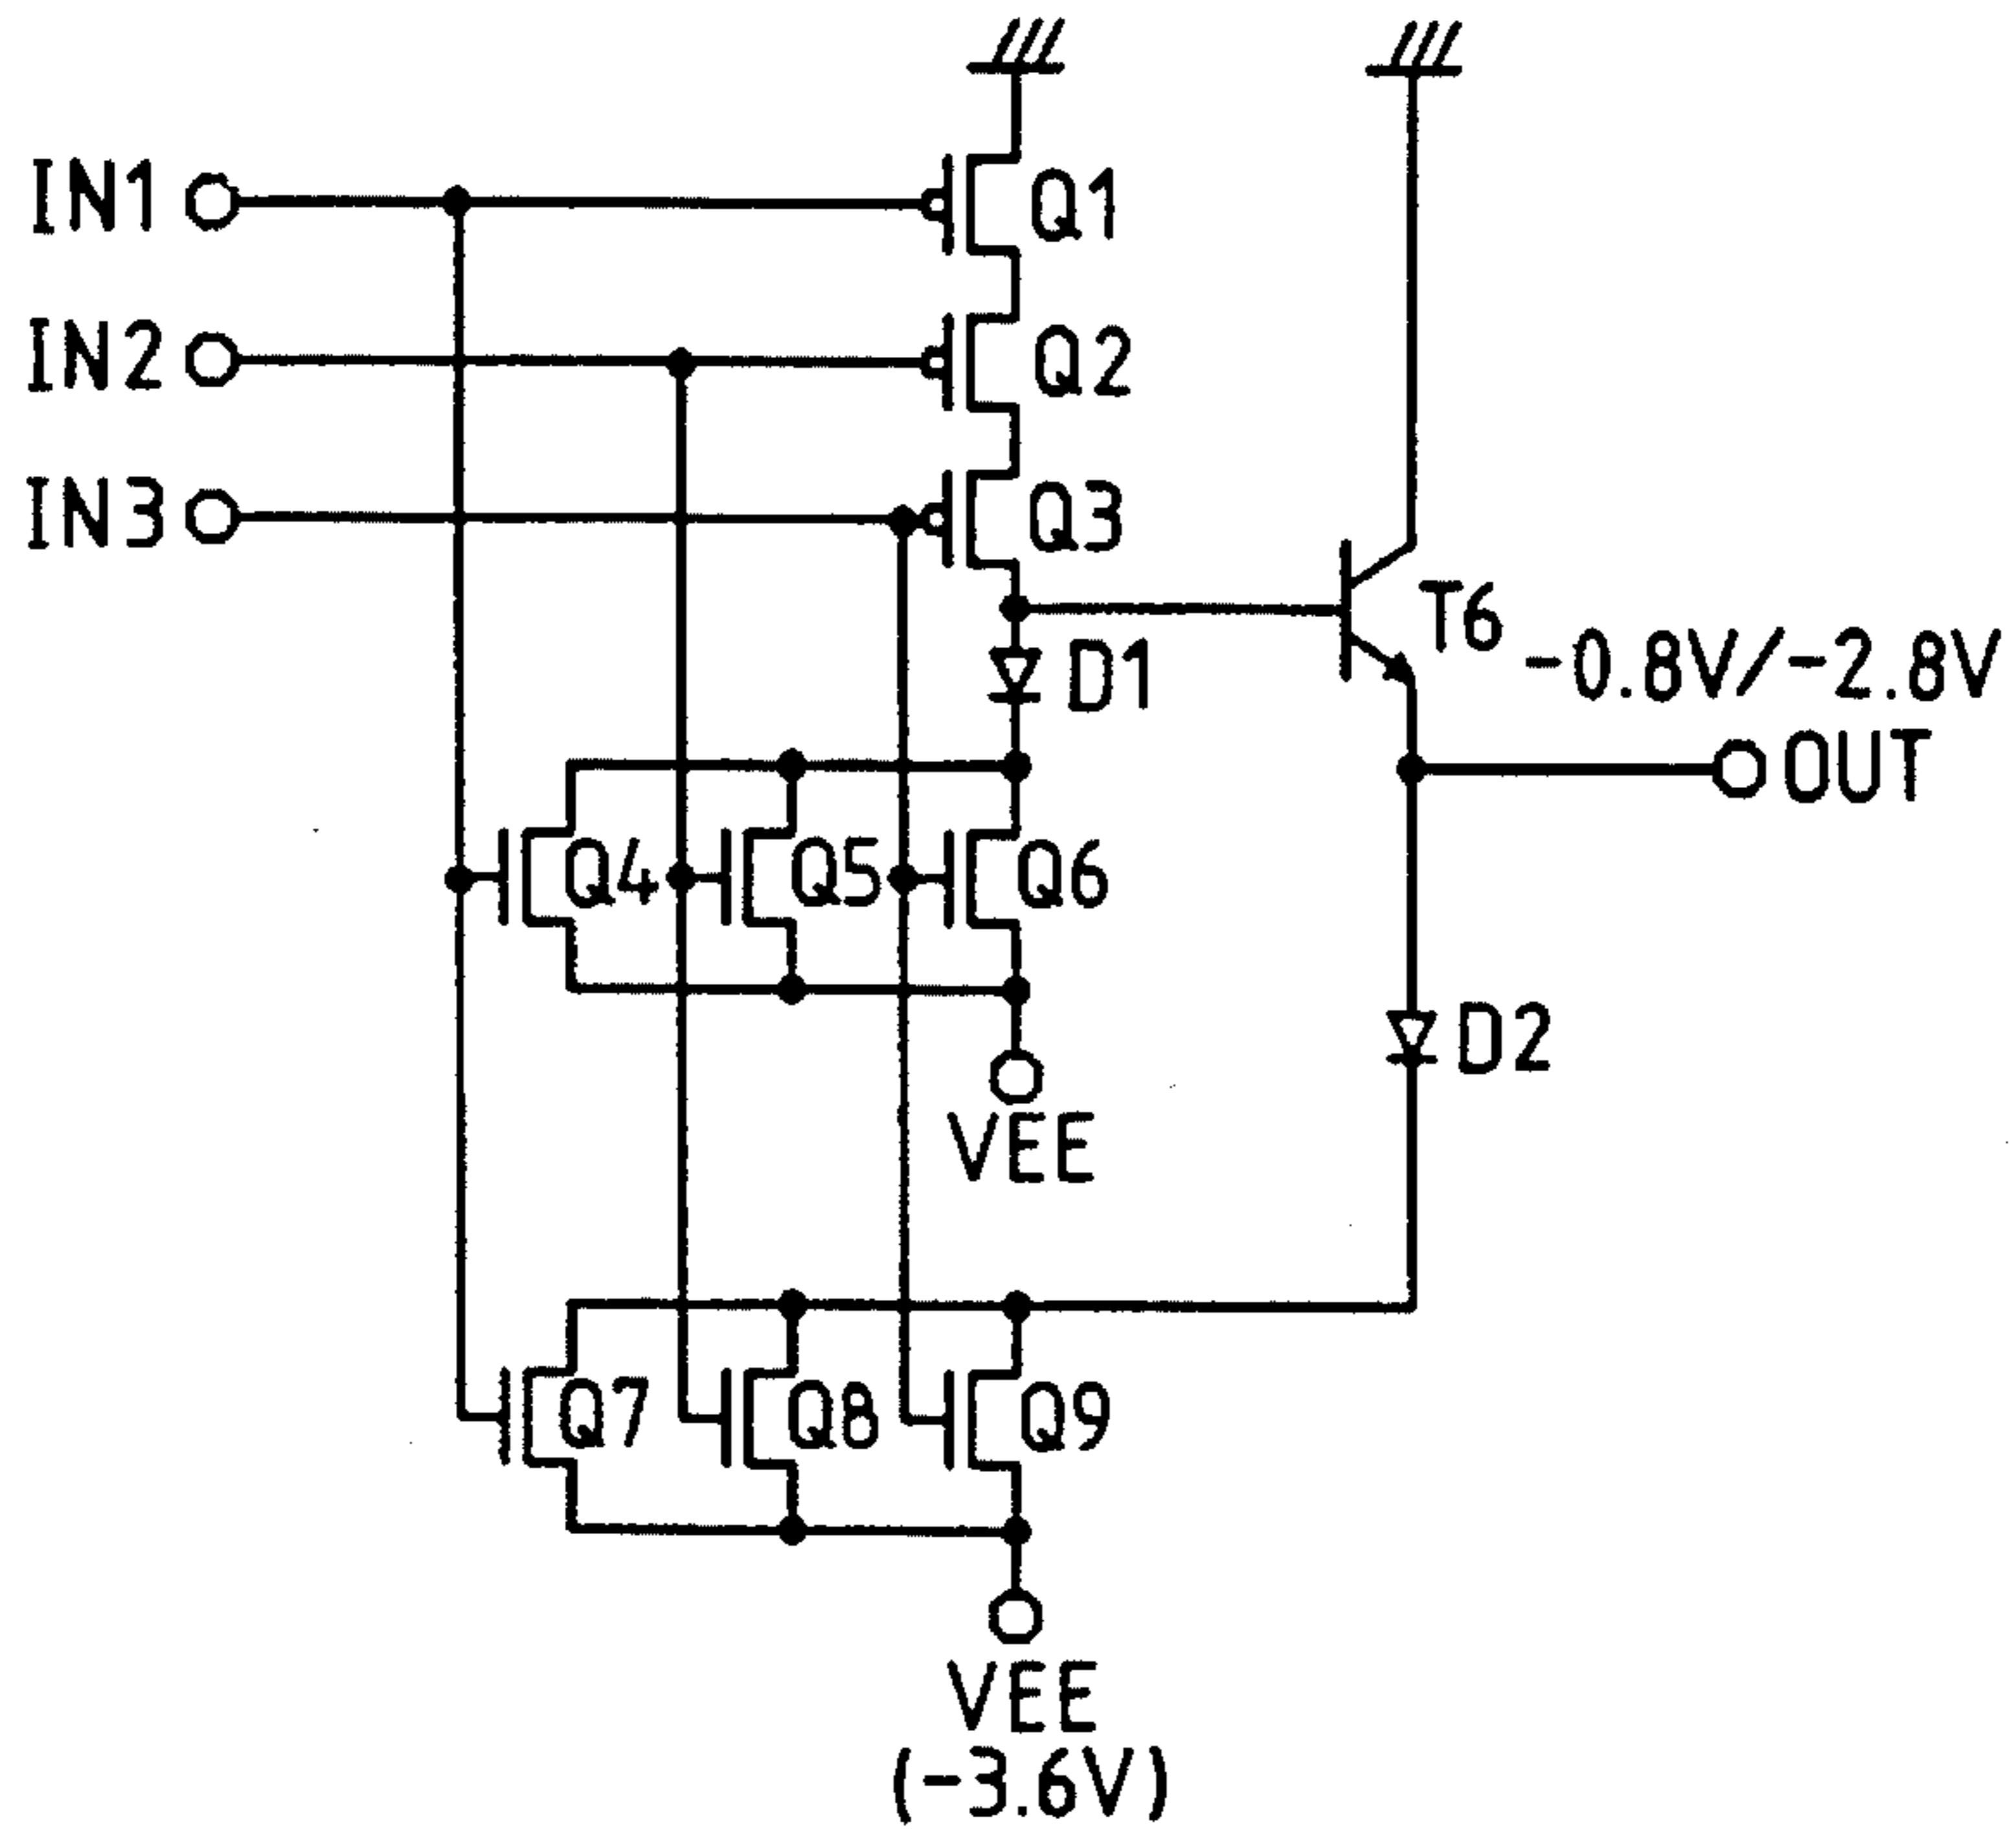 IN1
Q1
IN2
Q2
IN3
Q3
T6
-0.8V/-2.8V
D1
OUT
Q4
Q5
Q6
D2
VEE
Q7
Q8
Q9
VEE
(-3.6V)